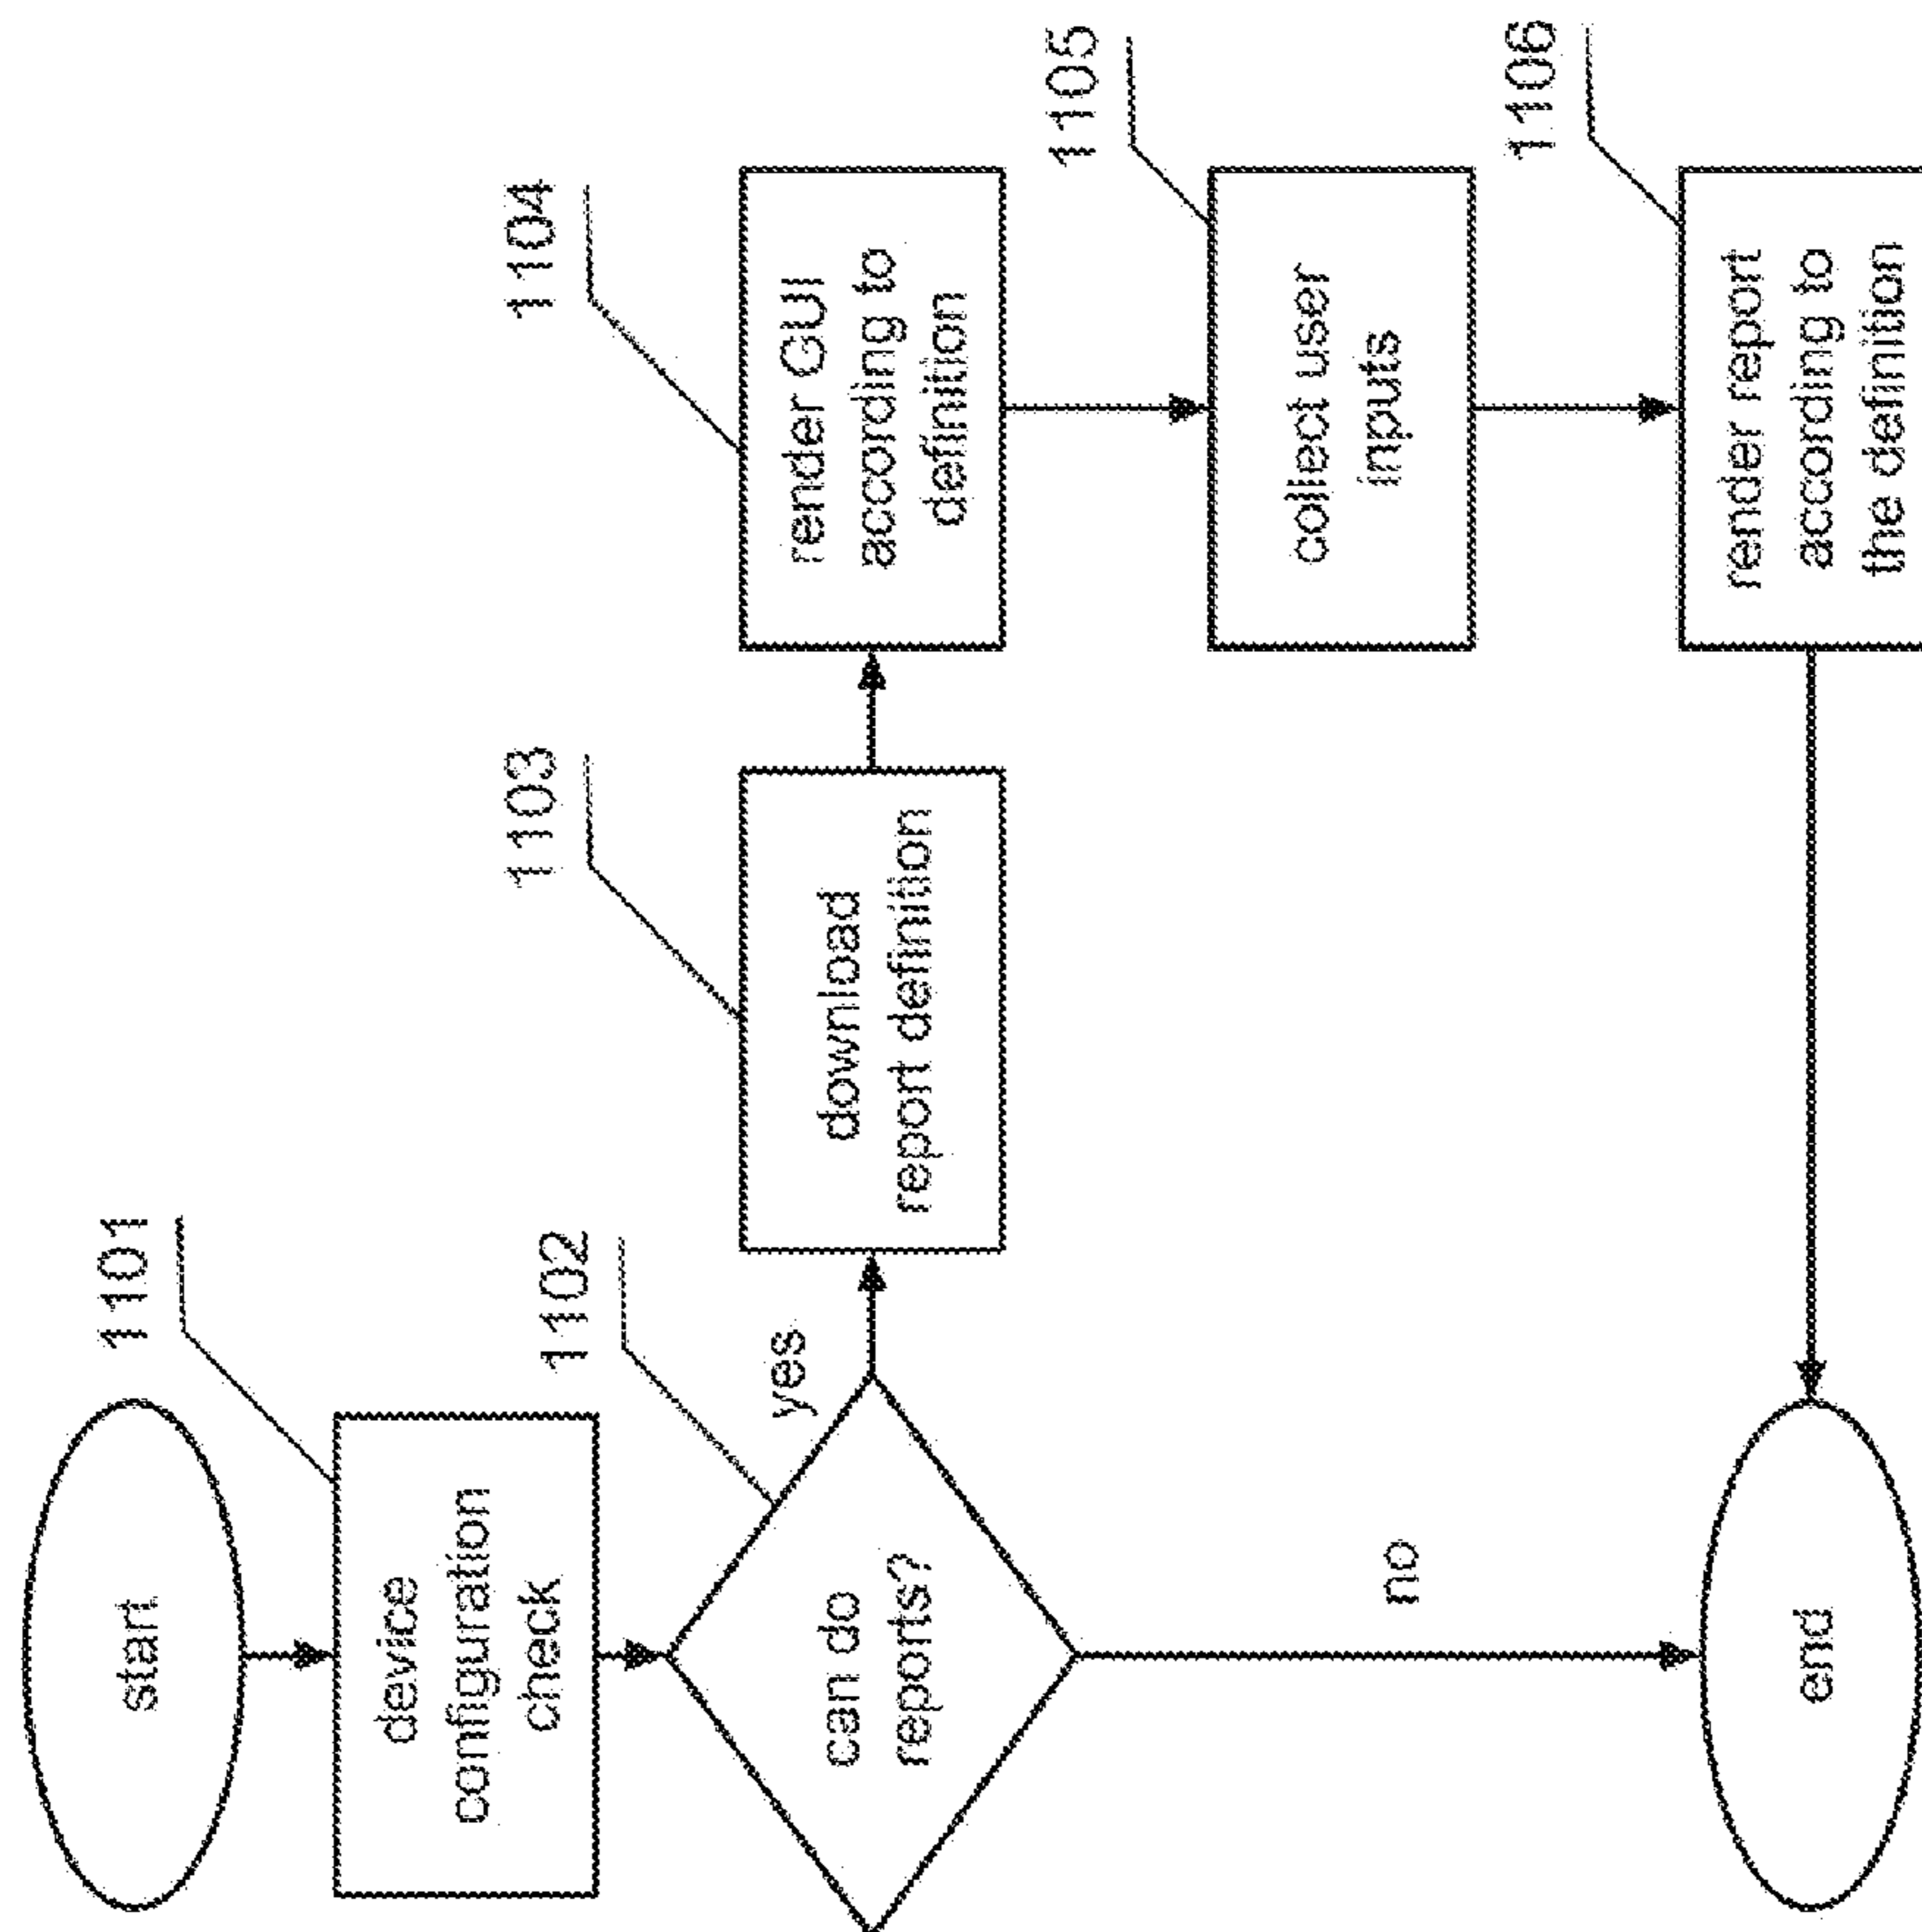 start
1101
device
configuration
check
1102
can do
reports?
yes
no
1103
download
report definition
1104
render GUI
according to
definition
1105
collect user
inputs
1106
render report
according to
the definition
end